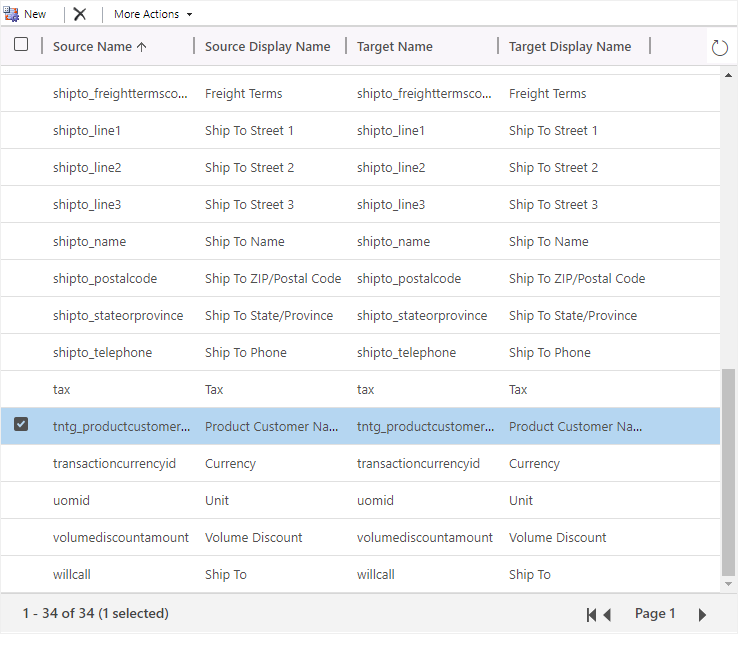 New More Actions
Source Name Source Display Name Target Name Target Display Name
shipto_freighttermsco... Freight Terms shipto_freighttermsco... Freight Terms
shipto_line1 Ship To Street 1 shipto_line1 Ship To Street 1
shipto_line2 Ship To Street 2 shipto_line2 Ship To Street 2
shipto_line3 Ship To Street 3 shipto_line3 Ship To Street 3
shipto_name Ship To Name shipto_name Ship To Name
shipto_postalcode Ship To ZIP/Postal Code shipto_postalcode Ship To ZIP/Postal Code
shipto_stateorprovince Ship To State/Province shipto_stateorprovince Ship To State/Province
shipto_telephone Ship To Phone shipto_telephone Ship To Phone
tax Tax tax Tax
tntg_productcustomer... Product Customer Na... tntg_productcustomer... Product Customer Na...
transactioncurrencyid Currency transactioncurrencyid Currency
uomid Unit uomid Unit
volumediscountamount Volume Discount volumediscountamount Volume Discount
willcall Ship To willcall Ship To
1 - 34 of 34 (1 selected) Page 1